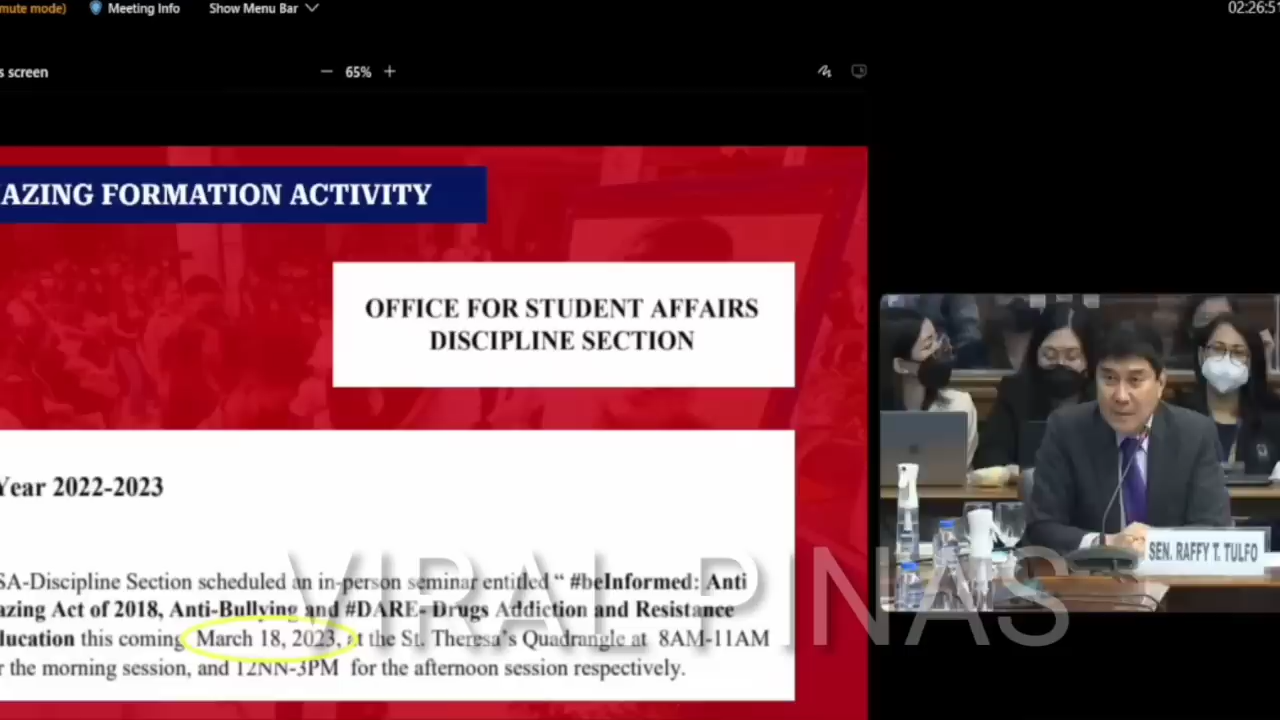 mute mode)
Meeting Info
Show Menu Bar
02:26:51
s screen
65%
AZING FORMATION ACTIVITY
OFFICE FOR STUDENT AFFAIRS
DISCIPLINE SECTION
Year 2022-2023
SA-Discipline Section scheduled an in-person seminar entitled “ #beInformed: Anti
azing Act of 2018, Anti-Bullying and #DARE- Drugs Addiction and Resistance
ducation this coming March 18, 2023, at the St. Theresa’s Quadrangle at 8AM-11AM
r the morning session, and 12NN-3PM for the afternoon session respectively.
SEN. RAFFY T. TULFO
VIRAL PINAS